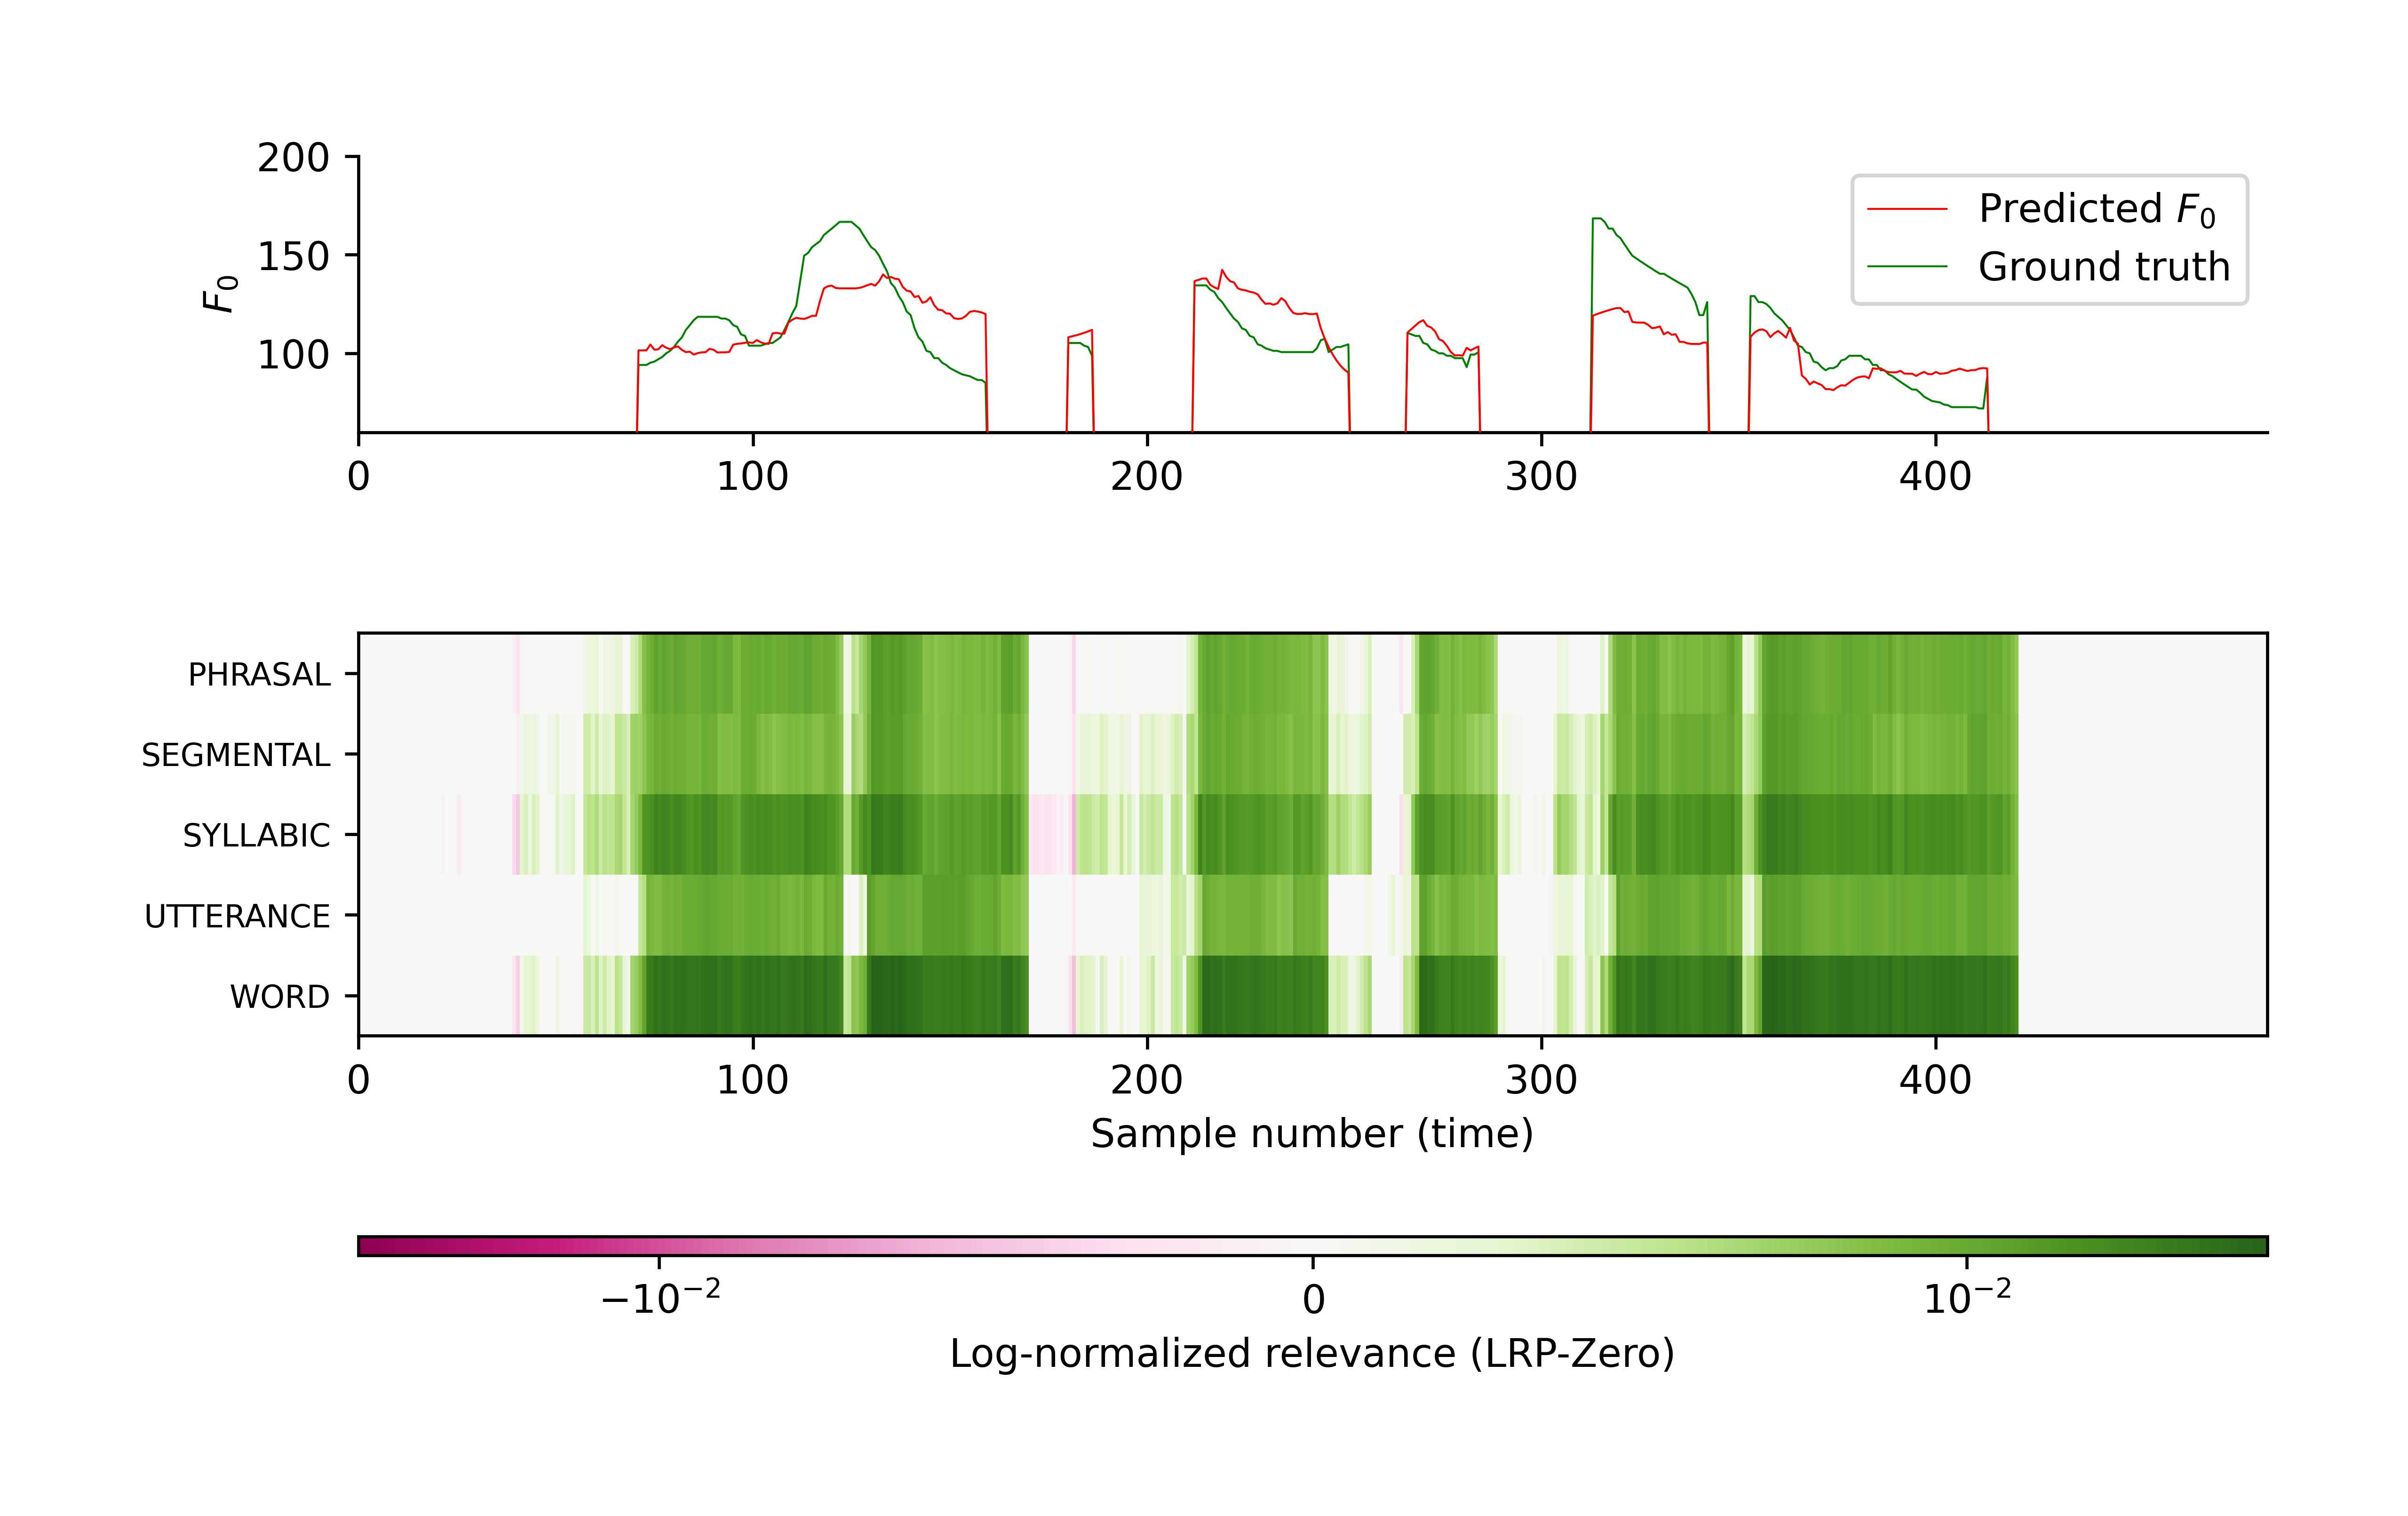 200
150
100
F₀
Predicted F₀
Ground truth
0 100 200 300 400
PHRASAL
SEGMENTAL
SYLLABIC
UTTERANCE
WORD
0 100 200 300 400
Sample number (time)
−10⁻² 0 10⁻²
Log-normalized relevance (LRP-Zero)